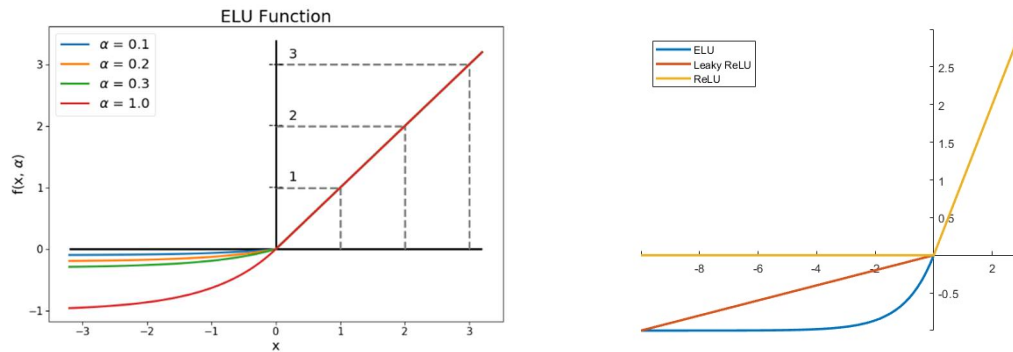 ELU Function
α = 0.1
α = 0.2
α = 0.3
α = 1.0
f(x, α)
3
2
1
0
−1
3
2
1
−3 −2 −1 0 1 2 3
x
ELU
Leaky ReLU
ReLU
2.5
2
1.5
1
0.5
-8 -6 -4 -2 0 2
-0.5